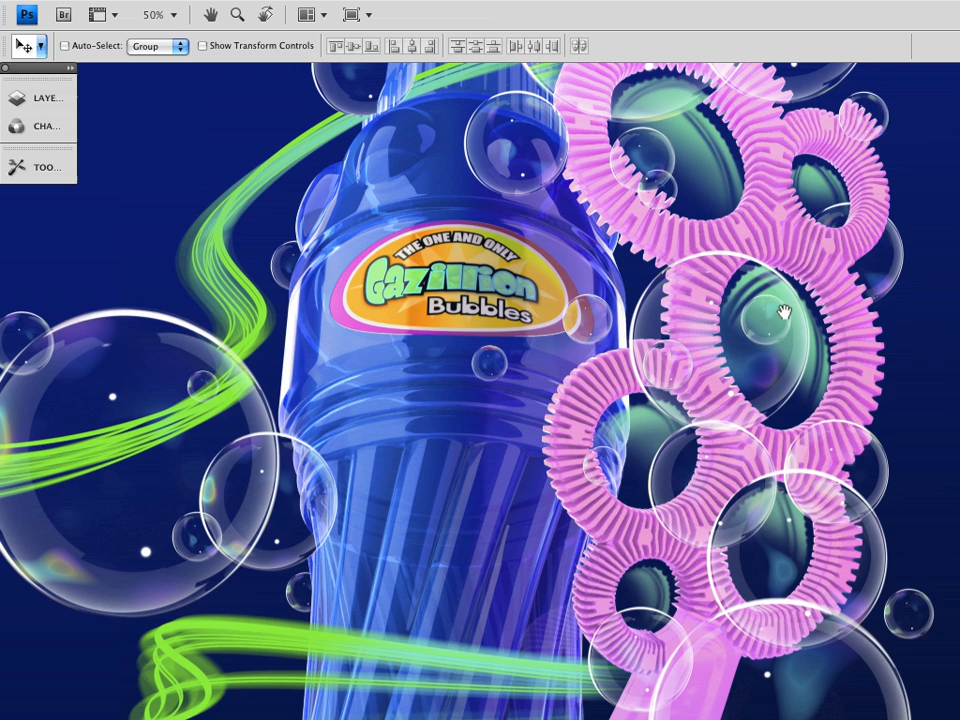 Ps
Br
50%
Auto-Select:
Group
Show Transform Controls
LAYE...
CHA...
TOO...
THE ONE AND ONLY
Gazillion
Bubbles